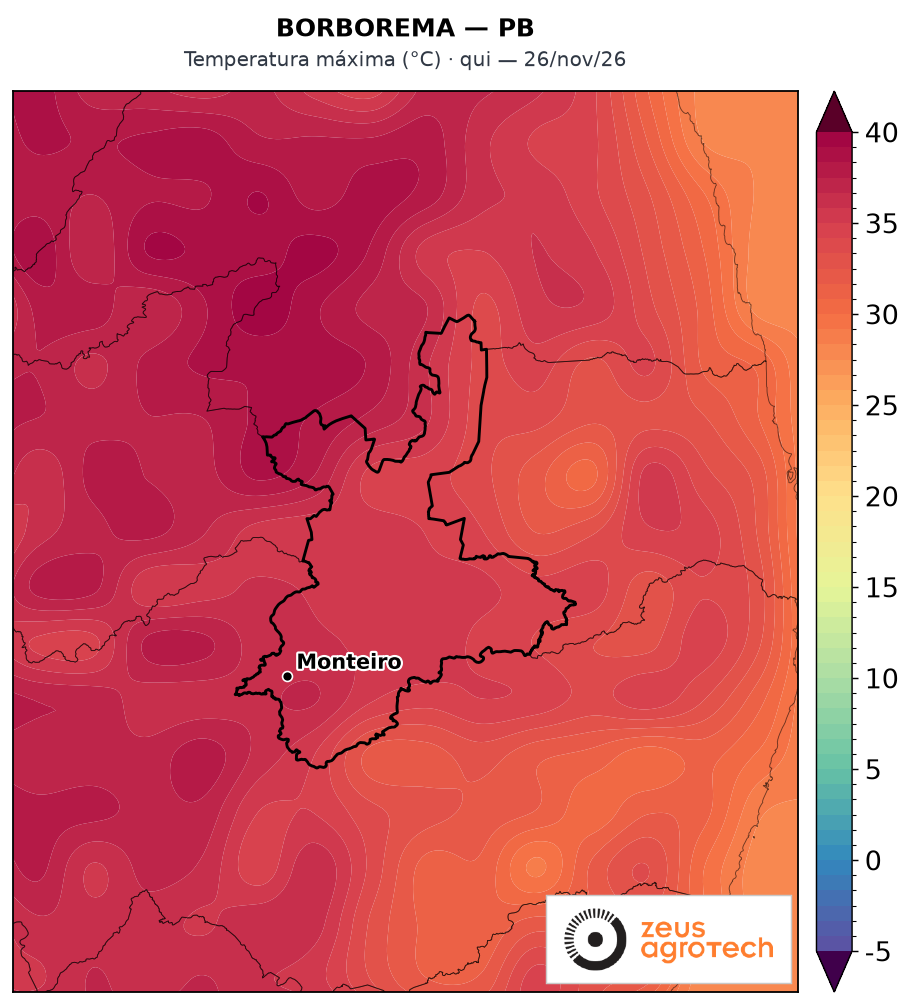 BORBOREMA — PB
Temperatura máxima (°C) · qui — 26/nov/26
40
35
30
25
20
15
10
5
0
-5
Monteiro
zeus
agrotech